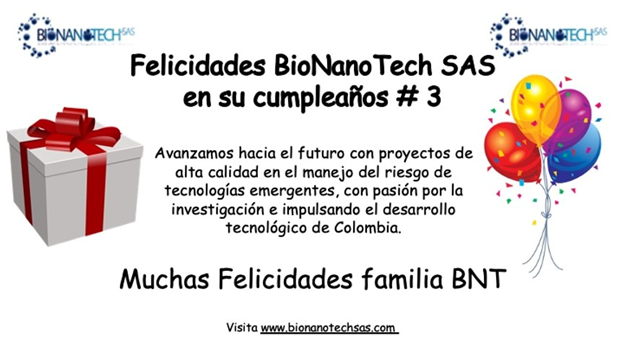 BIONANOTECH SAS
BIONANOTECH SAS
Felicidades BioNanoTech SAS
en su cumpleaños # 3
Avanzamos hacia el futuro con proyectos de
alta calidad en el manejo del riesgo de
tecnologías emergentes, con pasión por la
investigación e impulsando el desarrollo
tecnológico de Colombia.
Muchas Felicidades familia BNT
Visita www.bionanotechsas.com